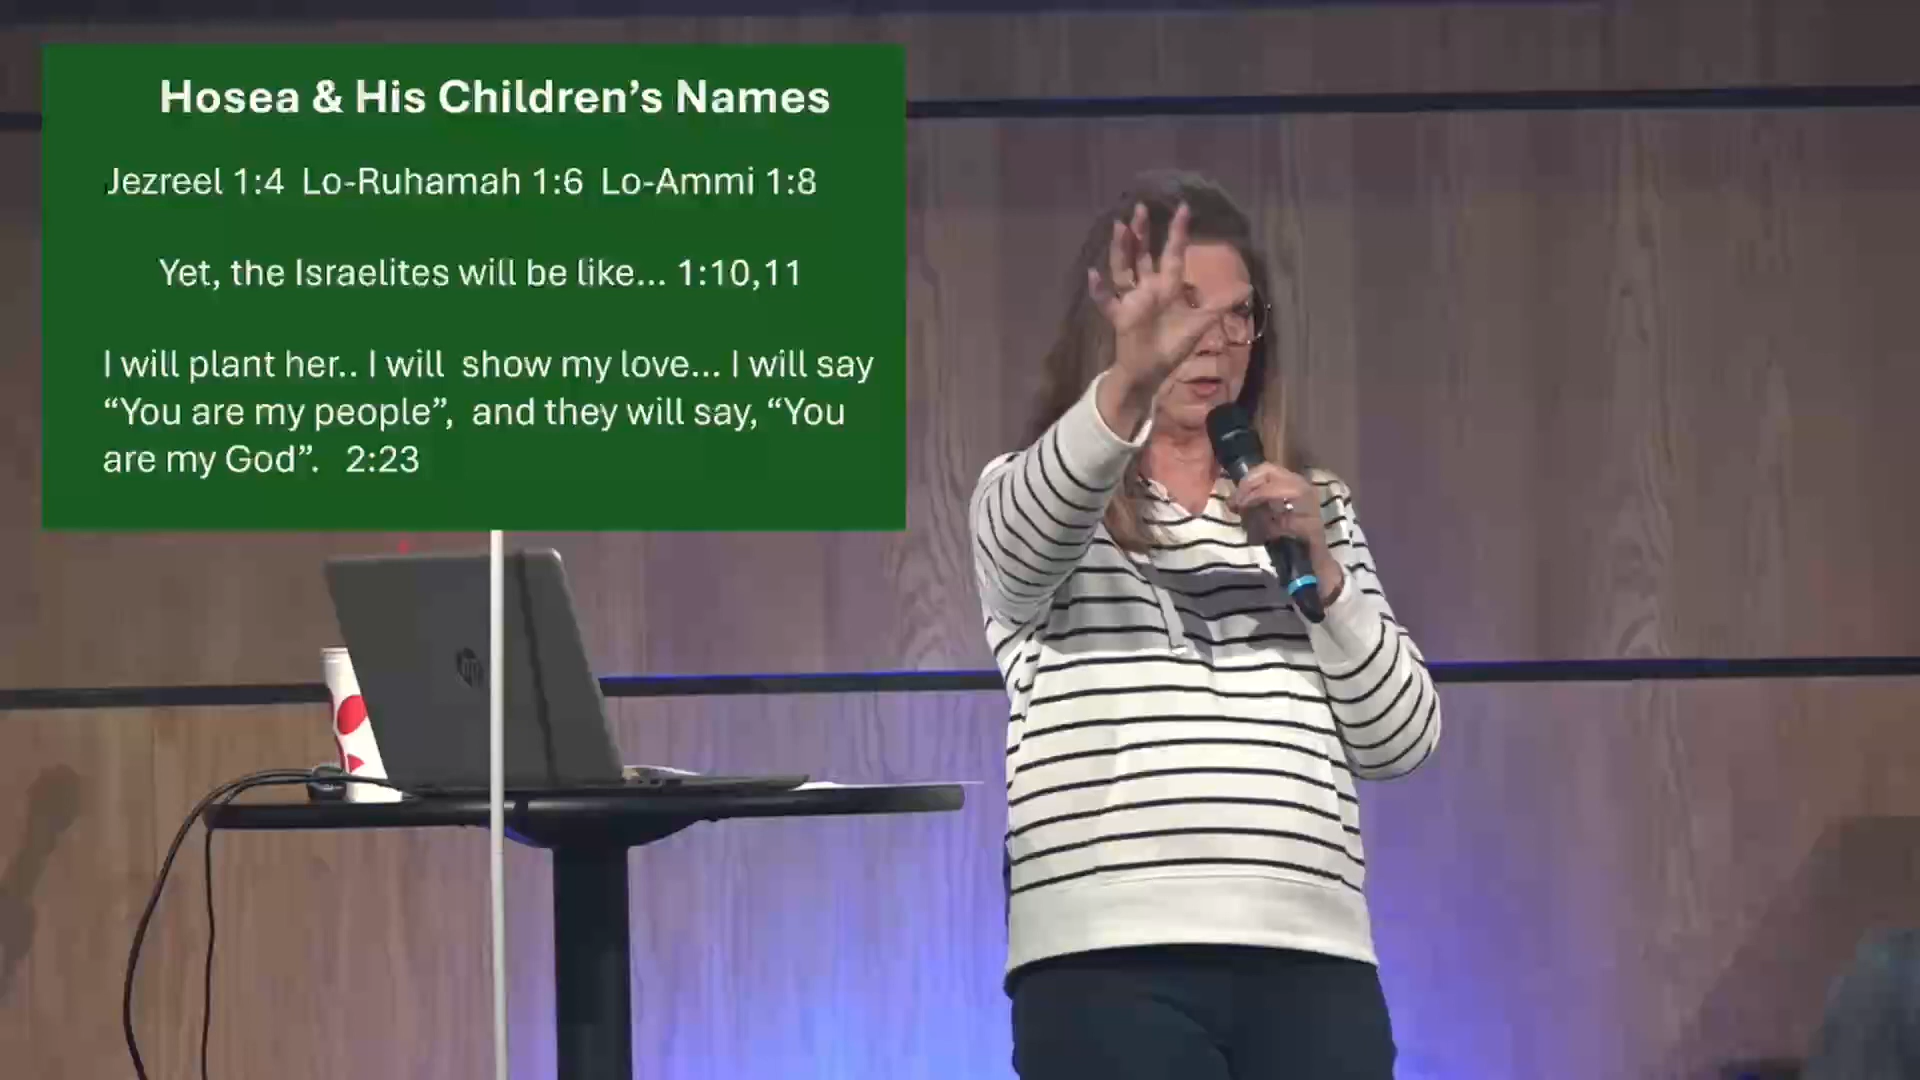 Hosea & His Children’s Names
Jezreel 1:4 Lo-Ruhamah 1:6 Lo-Ammi 1:8
Yet, the Israelites will be like... 1:10,11
I will plant her.. I will show my love... I will say
“You are my people”, and they will say, “You
are my God”. 2:23
hp